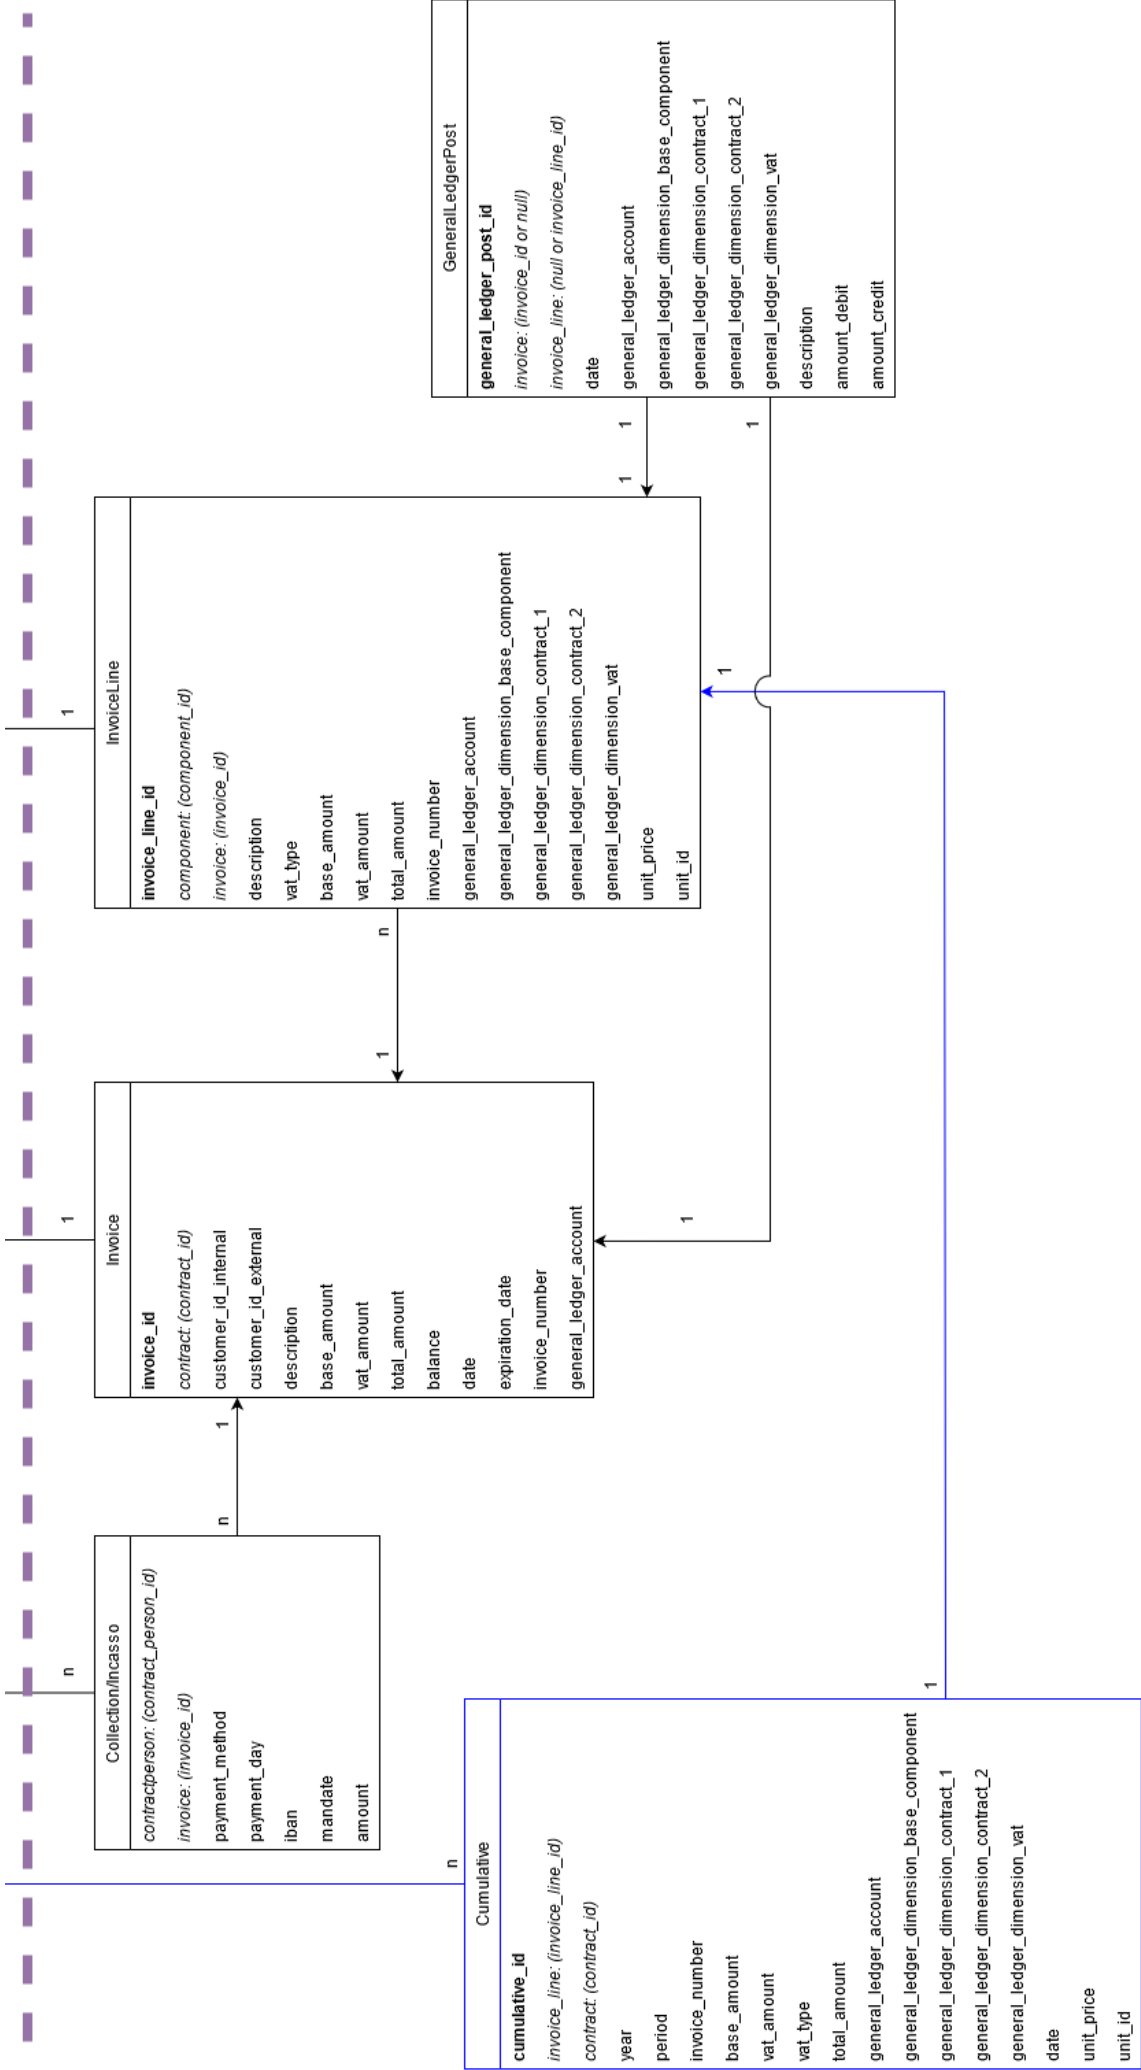 n
Collection/Incasso
contractperson: (contract_person_id)
invoice: (invoice_id)
payment_method
payment_day
iban
mandate
amount
n
1
1
Invoice
invoice_id
contract: (contract_id)
customer_id_internal
customer_id_external
description
base_amount
vat_amount
total_amount
balance
date
expiration_date
invoice_number
general_ledger_account
1
n
1
InvoiceLine
invoice_line_id
component: (component_id)
invoice: (invoice_id)
description
vat_type
base_amount
vat_amount
total_amount
invoice_number
general_ledger_account
general_ledger_dimension_base_component
general_ledger_dimension_contract_1
general_ledger_dimension_contract_2
general_ledger_dimension_vat
unit_price
unit_id
1
1
GeneralLedgerPost
general_ledger_post_id
invoice: (invoice_id or null)
invoice_line: (null or invoice_line_id)
date
general_ledger_account
general_ledger_dimension_base_component
general_ledger_dimension_contract_1
general_ledger_dimension_contract_2
general_ledger_dimension_vat
description
amount_debit
amount_credit
1
1
1
n
Cumulative
cumulative_id
invoice_line: (invoice_line_id)
contract: (contract_id)
year
period
invoice_number
base_amount
vat_amount
vat_type
total_amount
general_ledger_account
general_ledger_dimension_base_component
general_ledger_dimension_contract_1
general_ledger_dimension_contract_2
general_ledger_dimension_vat
date
unit_price
unit_id
1